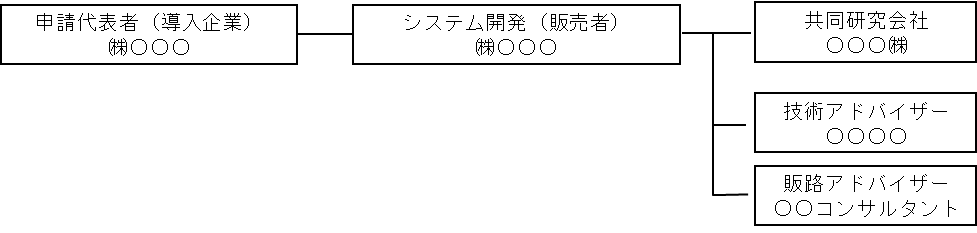 申請代表者（導入企業）
㈱〇〇〇
システム開発（販売者）
㈱〇〇〇
共同研究会社
〇〇〇㈱
技術アドバイザー
〇〇〇〇
販路アドバイザー
〇〇コンサルタント